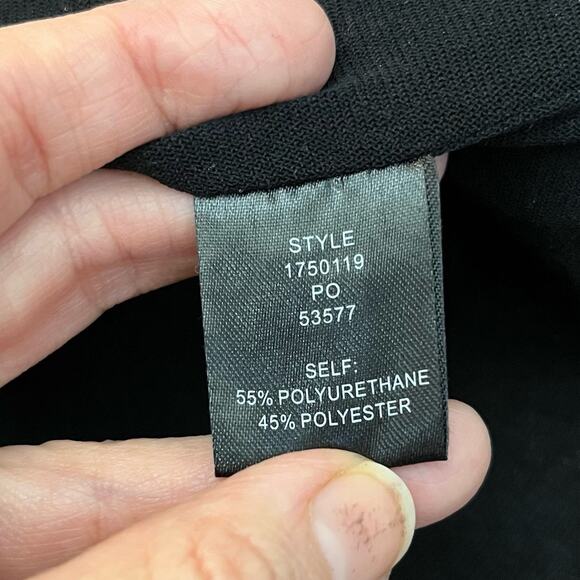 STYLE
1750119
PO
53577
SELF:
55% POLYURETHANE
45% POLYESTER